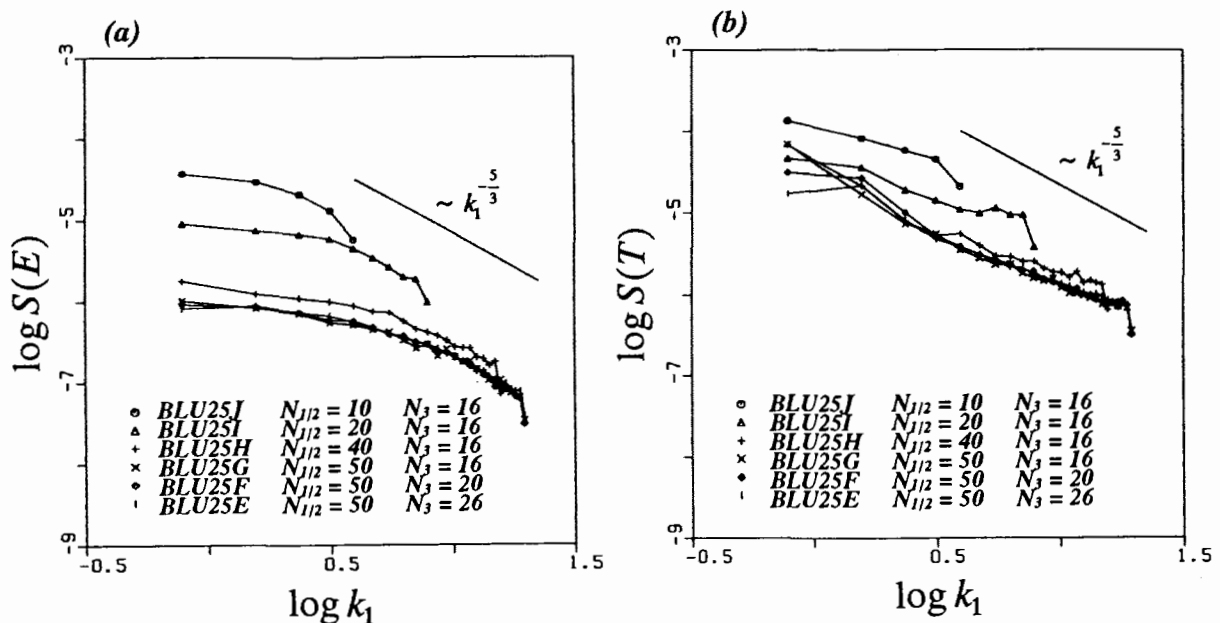 (a)
-3
-5
-7
-9
-0.5
0.5
1.5
log S(E)
log k₁
~ k₁^{-5/3}
BLU25J N₁/₂ = 10 N₃ = 16
BLU25I N₁/₂ = 20 N₃ = 16
BLU25H N₁/₂ = 40 N₃ = 16
BLU25G N₁/₂ = 50 N₃ = 16
BLU25F N₁/₂ = 50 N₃ = 20
BLU25E N₁/₂ = 50 N₃ = 26
(b)
-3
-5
-7
-9
-0.5
0.5
1.5
log S(T)
log k₁
~ k₁^{-5/3}
BLU25J N₁/₂ = 10 N₃ = 16
BLU25I N₁/₂ = 20 N₃ = 16
BLU25H N₁/₂ = 40 N₃ = 16
BLU25G N₁/₂ = 50 N₃ = 16
BLU25F N₁/₂ = 50 N₃ = 20
BLU25E N₁/₂ = 50 N₃ = 26